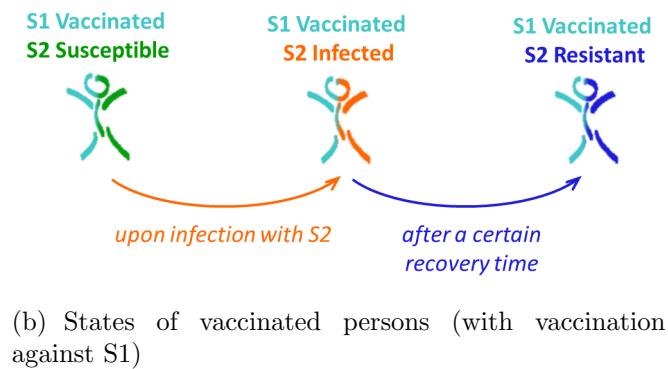 S1 Vaccinated
S2 Susceptible
S1 Vaccinated
S2 Infected
S1 Vaccinated
S2 Resistant
upon infection with S2
after a certain
recovery time
(b) States of vaccinated persons (with vaccination
against S1)